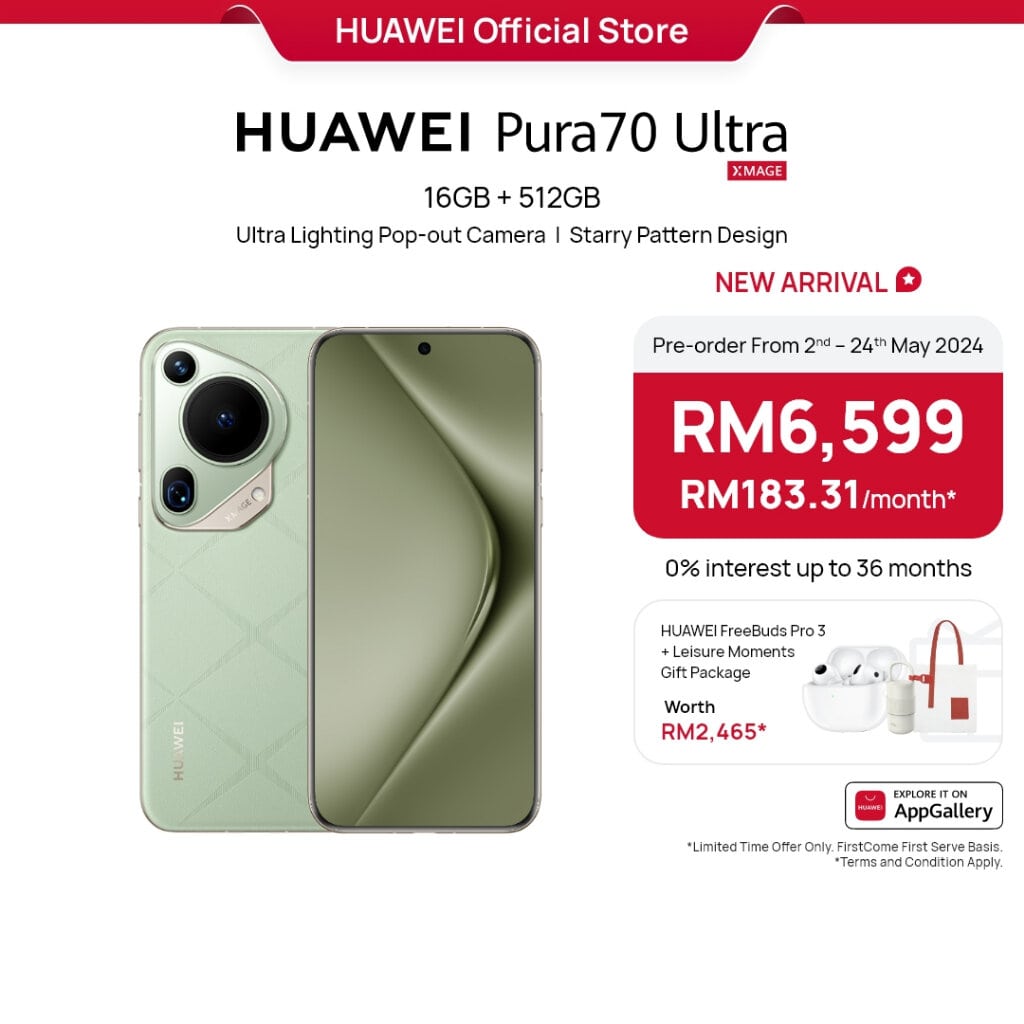 HUAWEI Official Store
HUAWEI Pura70 Ultra
XMAGE
16GB + 512GB
Ultra Lighting Pop-out Camera | Starry Pattern Design
NEW ARRIVAL
Pre-order From 2nd – 24th May 2024
RM6,599
RM183.31/month*
0% interest up to 36 months
XMAGE
HUAWEI
HUAWEI FreeBuds Pro 3
+ Leisure Moments
Gift Package
Worth
RM2,465*
HUAWEI
EXPLORE IT ON
AppGallery
*Limited Time Offer Only. FirstCome First Serve Basis.
*Terms and Condition Apply.